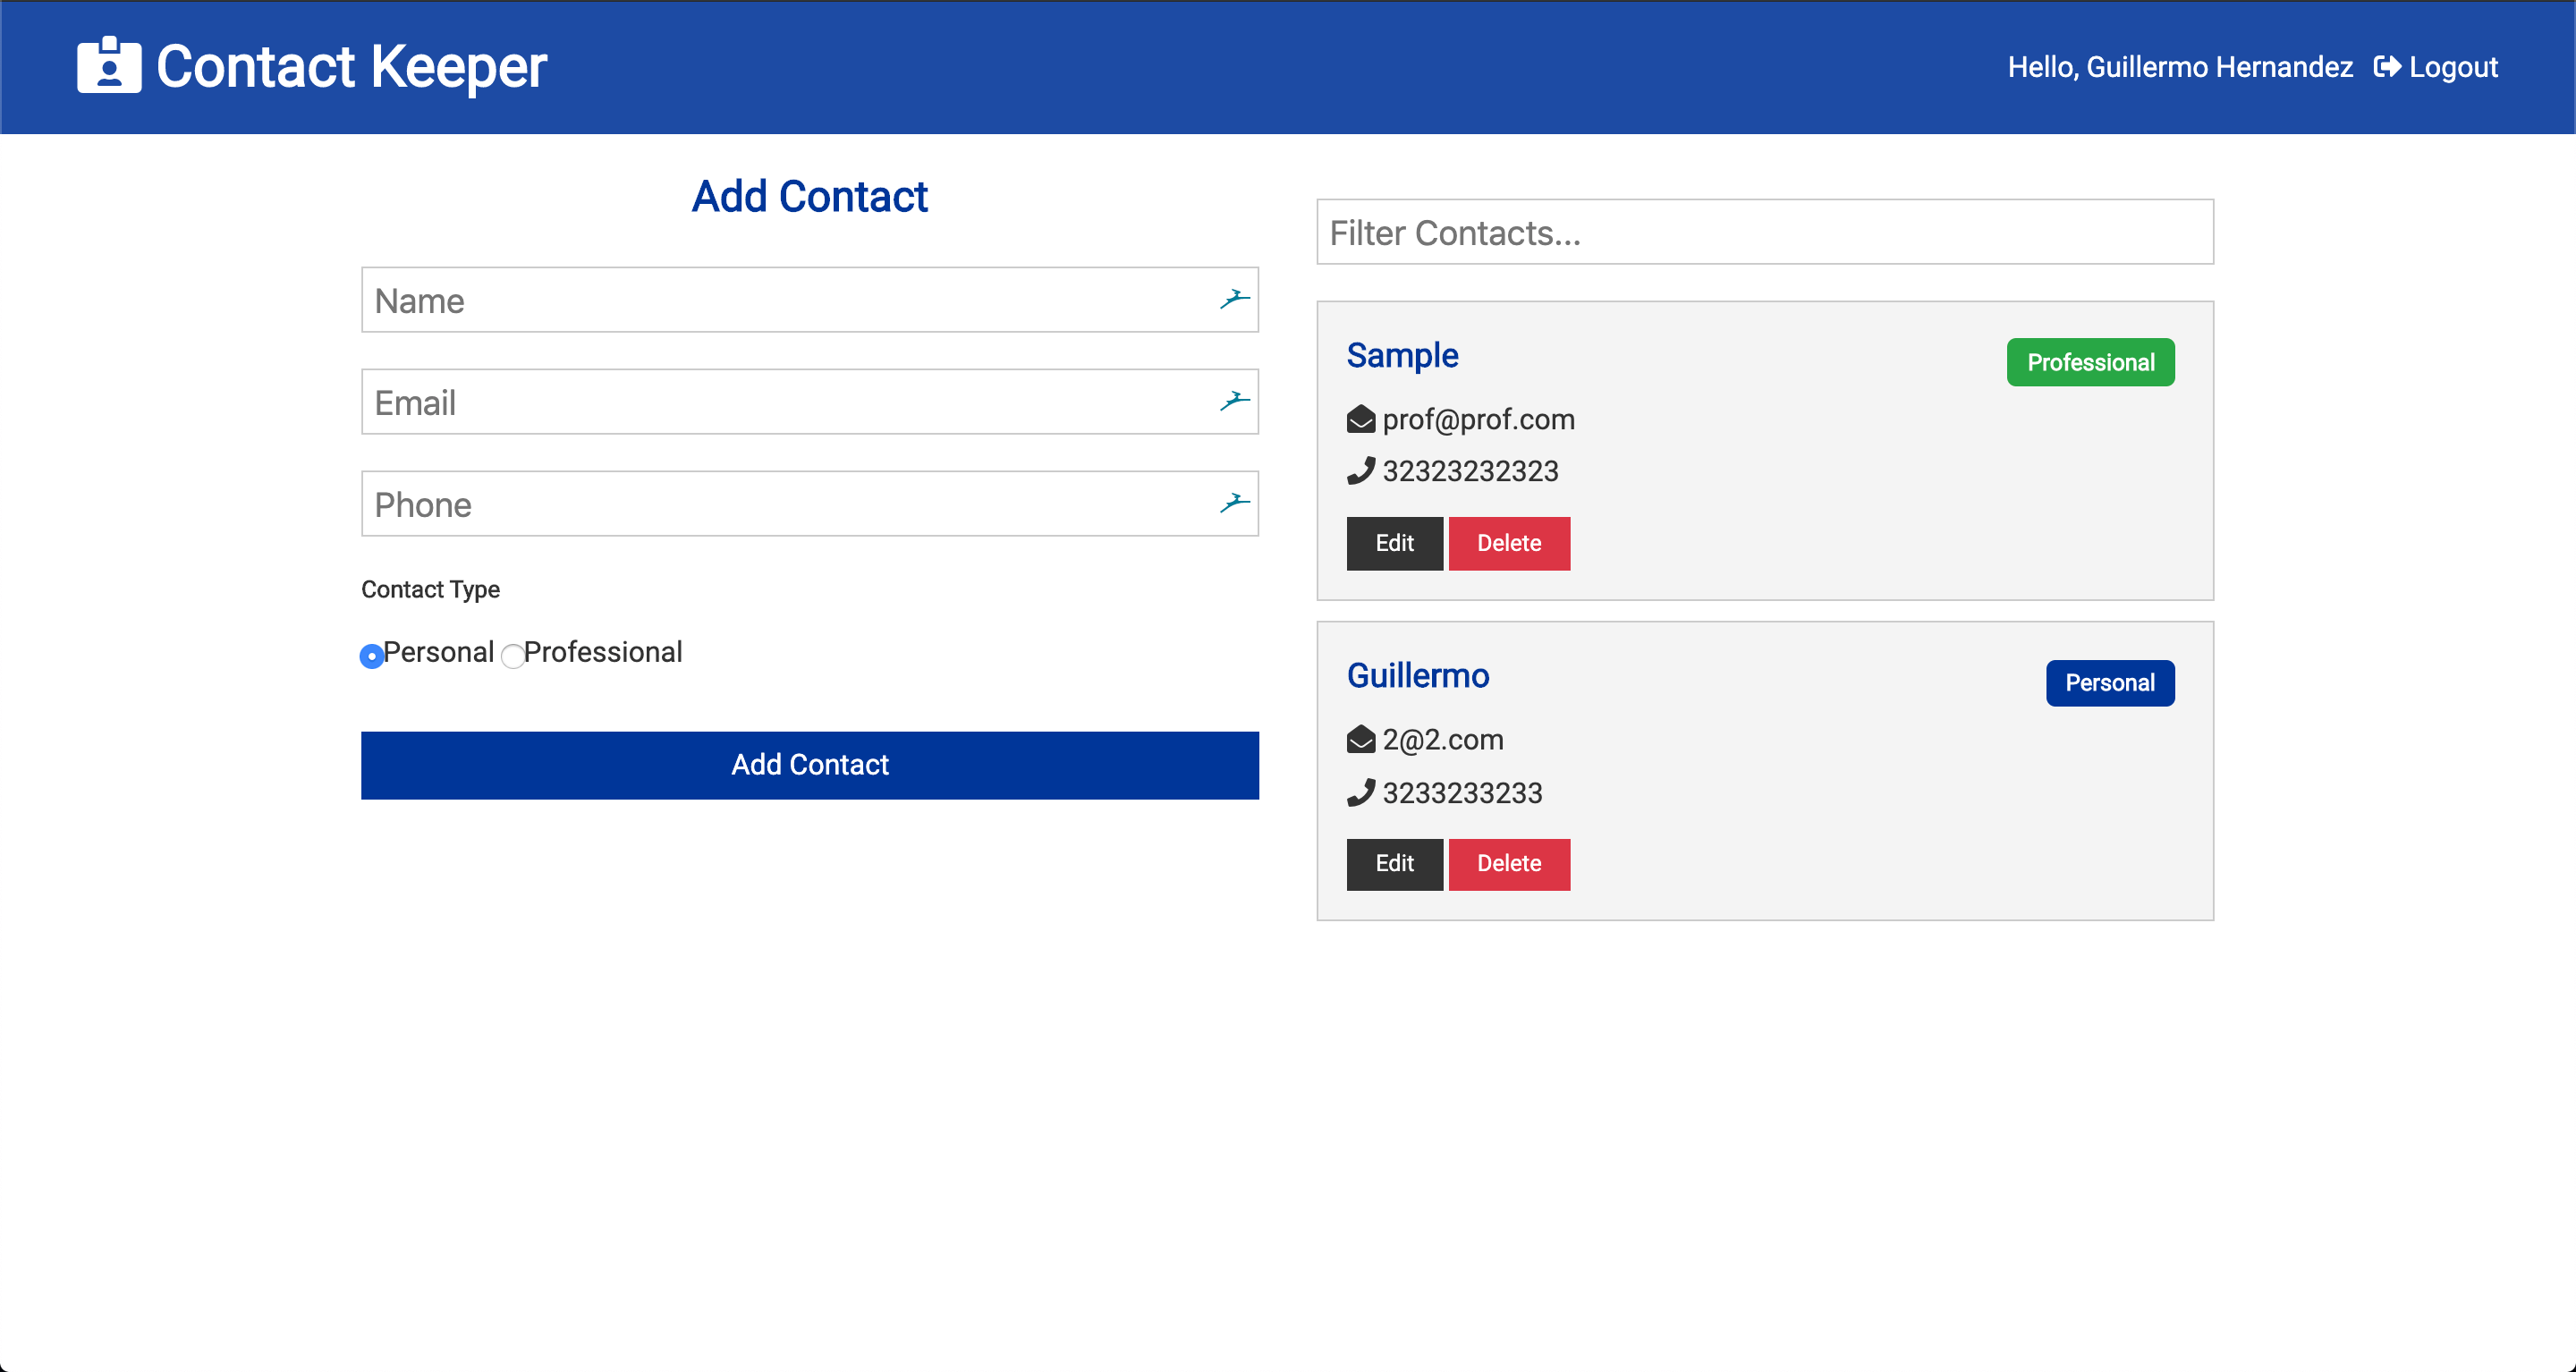 Contact Keeper
Hello, Guillermo Hernandez Logout
Add Contact
Name
Email
Phone
Contact Type
Personal Professional
Add Contact
Filter Contacts...
Sample
Professional
prof@prof.com
32323232323
Edit Delete
Guillermo
Personal
2@2.com
3233233233
Edit Delete